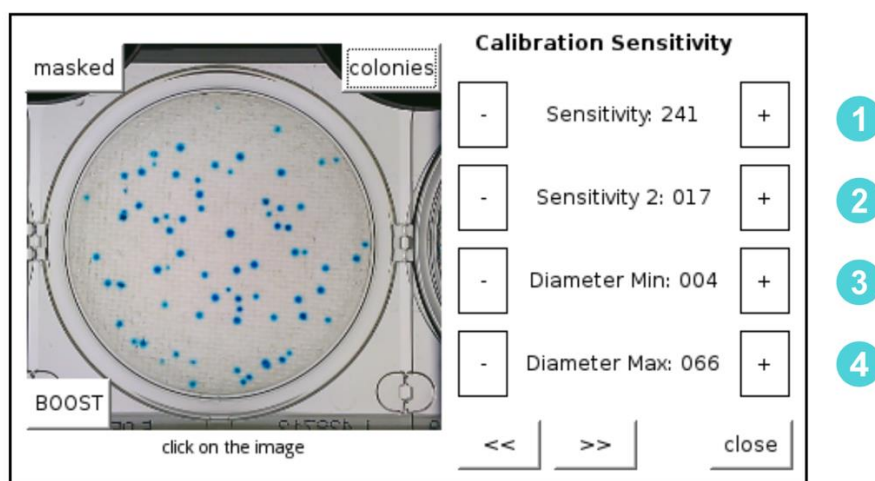 masked
colonies
BOOST
click on the image
Calibration Sensitivity
- Sensitivity: 241 +
- Sensitivity 2: 017 +
- Diameter Min: 004 +
- Diameter Max: 066 +
<< >> close
1
2
3
4